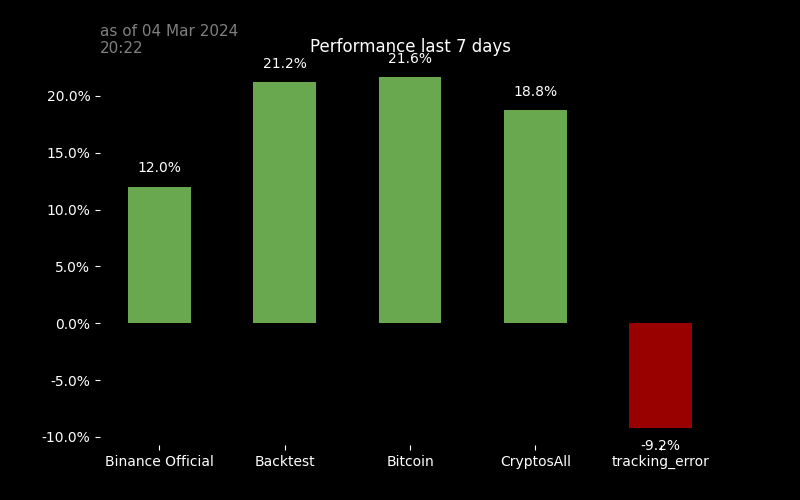 as of 04 Mar 2024
20:22
Performance last 7 days
21.2%
21.6%
18.8%
12.0%
20.0%
15.0%
10.0%
5.0%
0.0%
-5.0%
-10.0%
-9.2%
Binance Official
Backtest
Bitcoin
CryptosAll
tracking_error